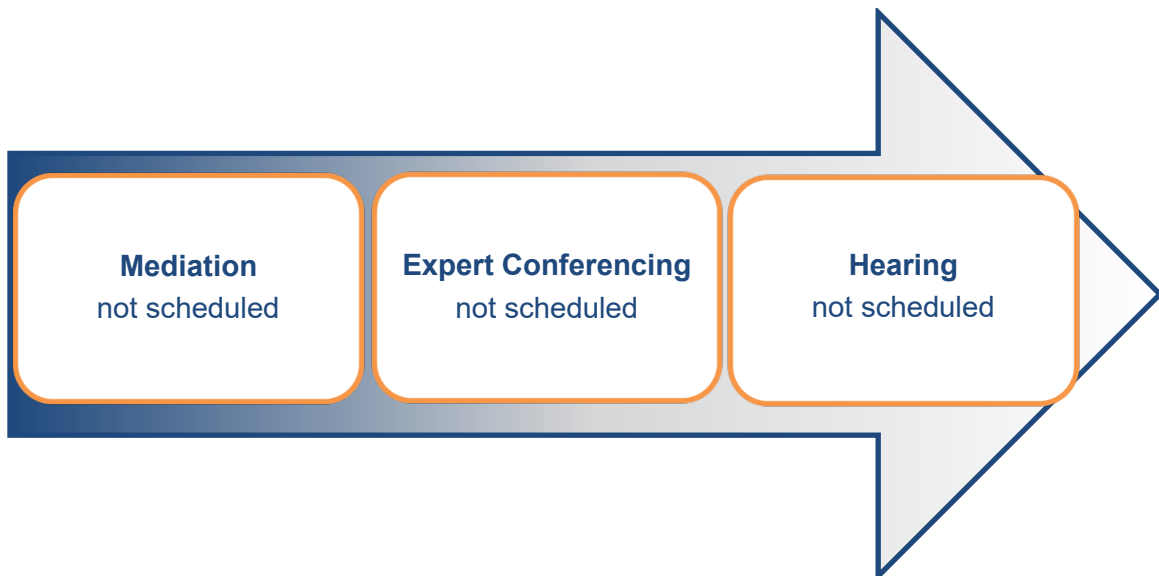 Mediation
not scheduled
Expert Conferencing
not scheduled
Hearing
not scheduled